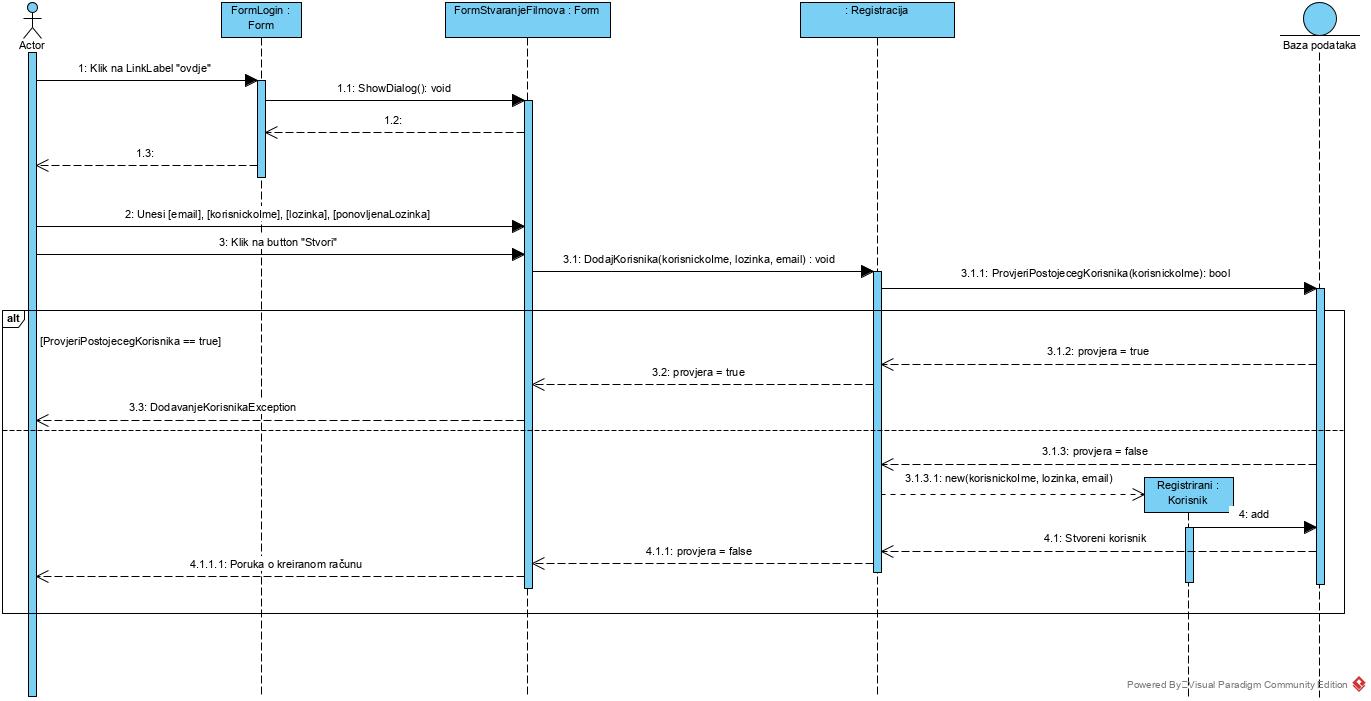 FormLogin :
Form
FormStvaranjeFilmova : Form
: Registracija
Actor
Baza podataka
1: Klik na LinkLabel "ovdje"
1.1: ShowDialog(): void
1.2:
1.3:
2: Unesi [email], [korisnickoIme], [lozinka], [ponovljenaLozinka]
3: Klik na button "Stvori"
3.1: DodajKorisnika(korisnickoIme, lozinka, email) : void
3.1.1: ProvjeriPostojecegKorisnika(korisnickoIme): bool
alt
[ProvjeriPostojecegKorisnika == true]
3.1.2: provjera = true
3.2: provjera = true
3.3: DodavanjeKorisnikaException
3.1.3: provjera = false
3.1.3.1: new(korisnickoIme, lozinka, email)
Registrirani :
Korisnik
4: add
4.1: Stvoreni korisnik
4.1.1: provjera = false
4.1.1.1: Poruka o kreiranom računu
Powered By Visual Paradigm Community Edition